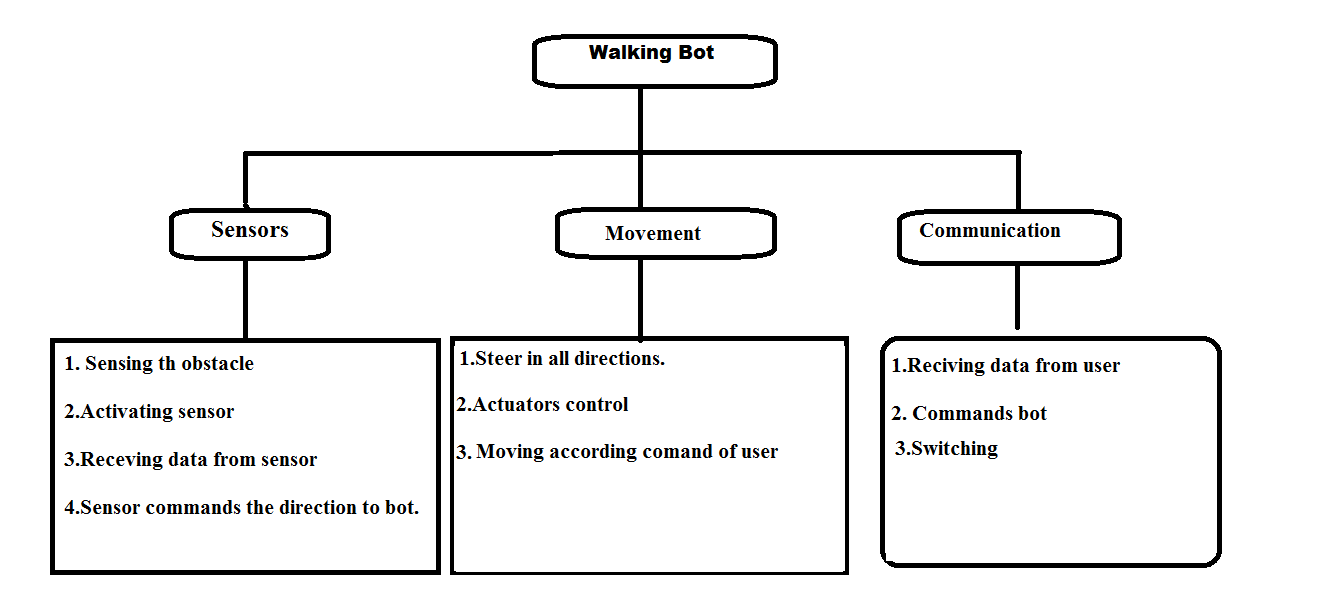 Walking Bot
Sensors
Movement
Communication
1. Sensing th obstacle
2.Activating sensor
3.Receving data from sensor
4.Sensor commands the direction to bot.
1.Steer in all directions.
2.Actuators control
3. Moving according comand of user
1.Reciving data from user
2. Commands bot
3.Switching